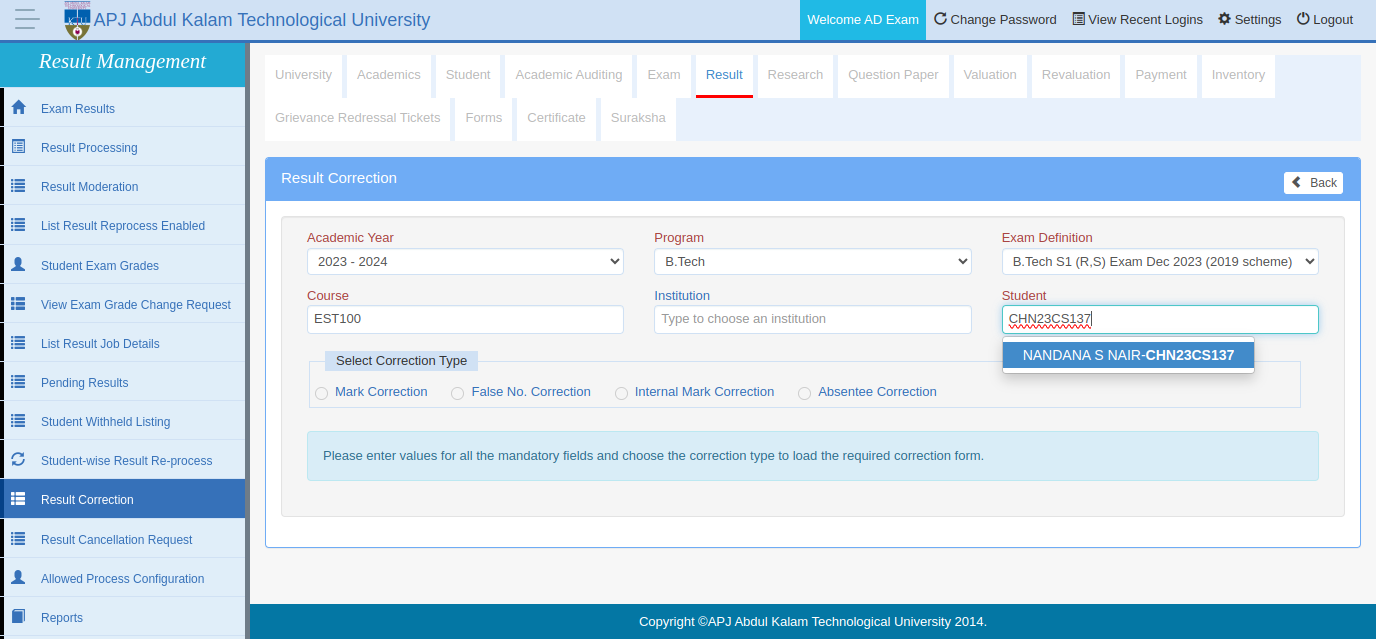 APJ Abdul Kalam Technological University
Welcome AD Exam Change Password View Recent Logins Settings Logout
Result Management
Exam Results
Result Processing
Result Moderation
List Result Reprocess Enabled
Student Exam Grades
View Exam Grade Change Request
List Result Job Details
Pending Results
Student Withheld Listing
Student-wise Result Re-process
Result Correction
Result Cancellation Request
Allowed Process Configuration
Reports
University Academics Student Academic Auditing Exam Result Research Question Paper Valuation Revaluation Payment Inventory
Grievance Redressal Tickets Forms Certificate Suraksha
Result Correction
Back
Academic Year Program Exam Definition
2023 - 2024 B.Tech B.Tech S1 (R,S) Exam Dec 2023 (2019 scheme)
Course Institution Student
EST100 Type to choose an institution CHN23CS137
NANDANA S NAIR-CHN23CS137
Select Correction Type
Mark Correction False No. Correction Internal Mark Correction Absentee Correction
Please enter values for all the mandatory fields and choose the correction type to load the required correction form.
Copyright ©APJ Abdul Kalam Technological University 2014.